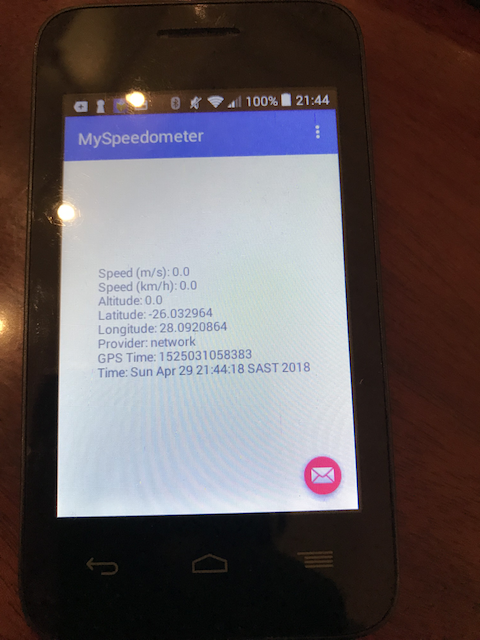 100% 21:44
MySpeedometer
Speed (m/s): 0.0
Speed (km/h): 0.0
Altitude: 0.0
Latitude: -26.032964
Longitude: 28.0920864
Provider: network
GPS Time: 1525031058383
Time: Sun Apr 29 21:44:18 SAST 2018